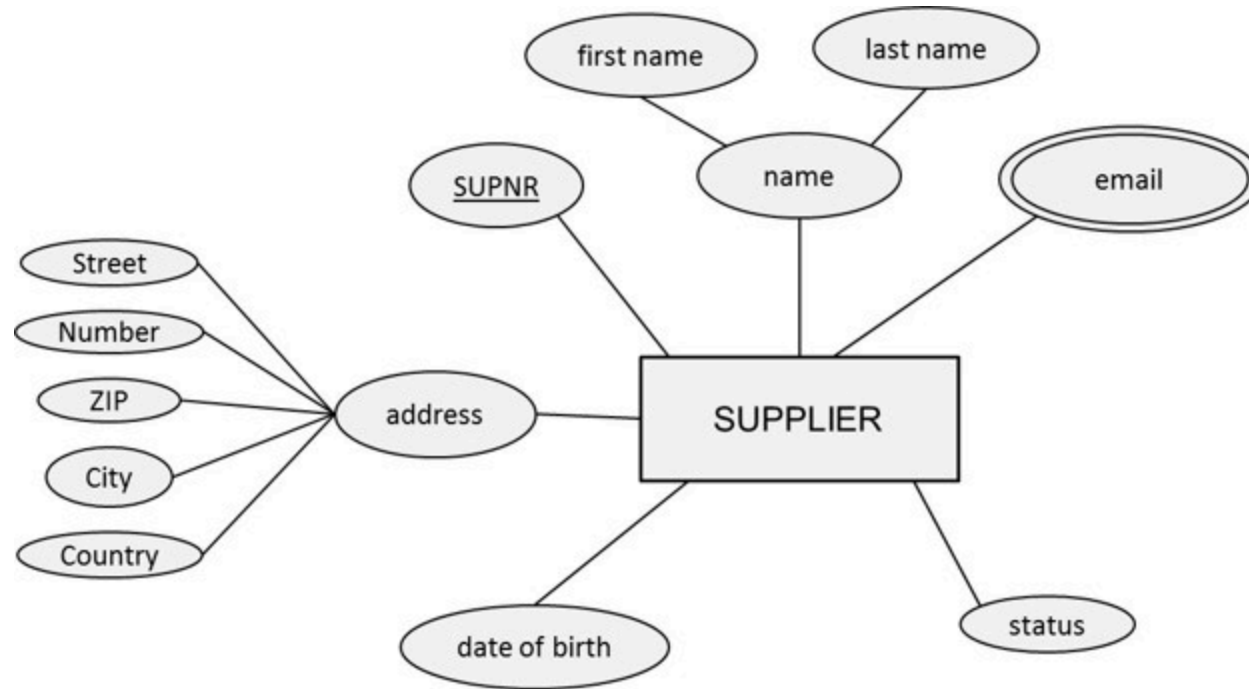 first name
last name
SUPNR
name
email
Street
Number
ZIP
City
Country
address
SUPPLIER
date of birth
status